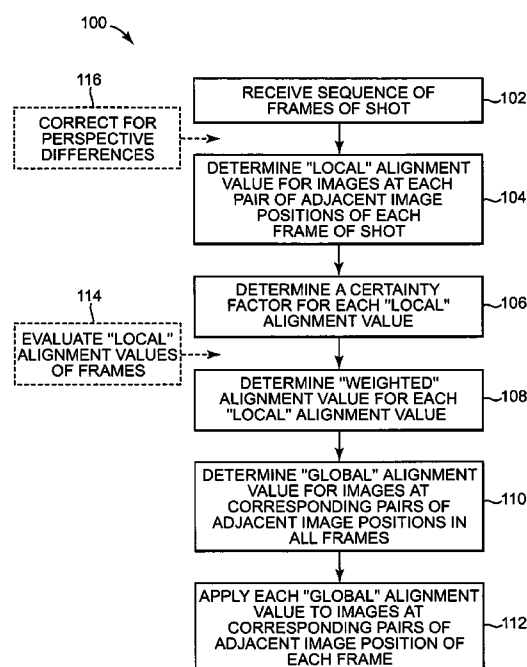 100
116
CORRECT FOR
PERSPECTIVE
DIFFERENCES
RECEIVE SEQUENCE OF
FRAMES OF SHOT
102
DETERMINE "LOCAL" ALIGNMENT
VALUE FOR IMAGES AT EACH
PAIR OF ADJACENT IMAGE
POSITIONS OF EACH
FRAME OF SHOT
104
DETERMINE A CERTAINTY
FACTOR FOR EACH "LOCAL"
ALIGNMENT VALUE
106
114
EVALUATE "LOCAL"
ALIGNMENT VALUES
OF FRAMES
DETERMINE "WEIGHTED"
ALIGNMENT VALUE FOR EACH
"LOCAL" ALIGNMENT VALUE
108
DETERMINE "GLOBAL" ALIGNMENT
VALUE FOR IMAGES AT
CORRESPONDING PAIRS OF
ADJACENT IMAGE POSITIONS IN
ALL FRAMES
110
APPLY EACH "GLOBAL" ALIGNMENT
VALUE TO IMAGES AT
CORRESPONDING PAIRS OF
ADJACENT IMAGE POSITION OF
EACH FRAME
112